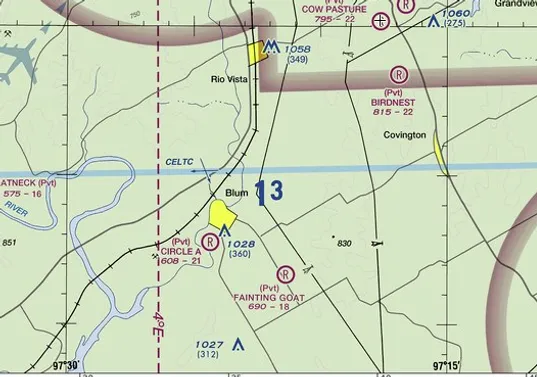 (Pvt)
COW PASTURE
795 - 22
R
1060
(275)
Grandview
750
1058
(349)
Rio Vista
R
(Pvt)
BIRDNEST
815 - 22
Covington
CELTC
ATNECK (Pvt)
575 - 16
RIVER
Blum
13
851
(Pvt)
R
CIRCLE A
608 - 21
1028
(360)
830
R
(Pvt)
FAINTING GOAT
690 - 18
4°E
1027
(312)
97°30'
97°15'